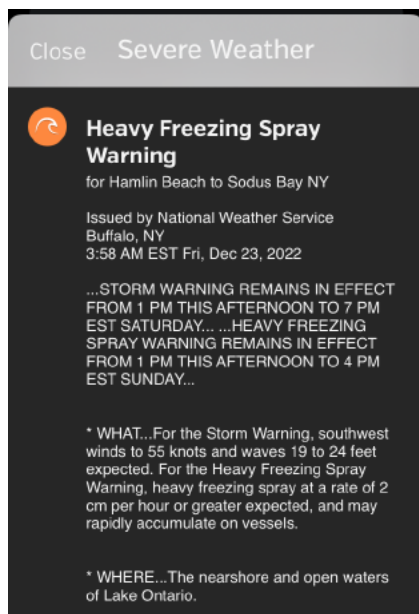 Close Severe Weather
Heavy Freezing Spray
Warning
for Hamlin Beach to Sodus Bay NY
Issued by National Weather Service
Buffalo, NY
3:58 AM EST Fri, Dec 23, 2022
...STORM WARNING REMAINS IN EFFECT
FROM 1 PM THIS AFTERNOON TO 7 PM
EST SATURDAY... ...HEAVY FREEZING
SPRAY WARNING REMAINS IN EFFECT
FROM 1 PM THIS AFTERNOON TO 4 PM
EST SUNDAY...
* WHAT...For the Storm Warning, southwest
winds to 55 knots and waves 19 to 24 feet
expected. For the Heavy Freezing Spray
Warning, heavy freezing spray at a rate of 2
cm per hour or greater expected, and may
rapidly accumulate on vessels.
* WHERE...The nearshore and open waters
of Lake Ontario.